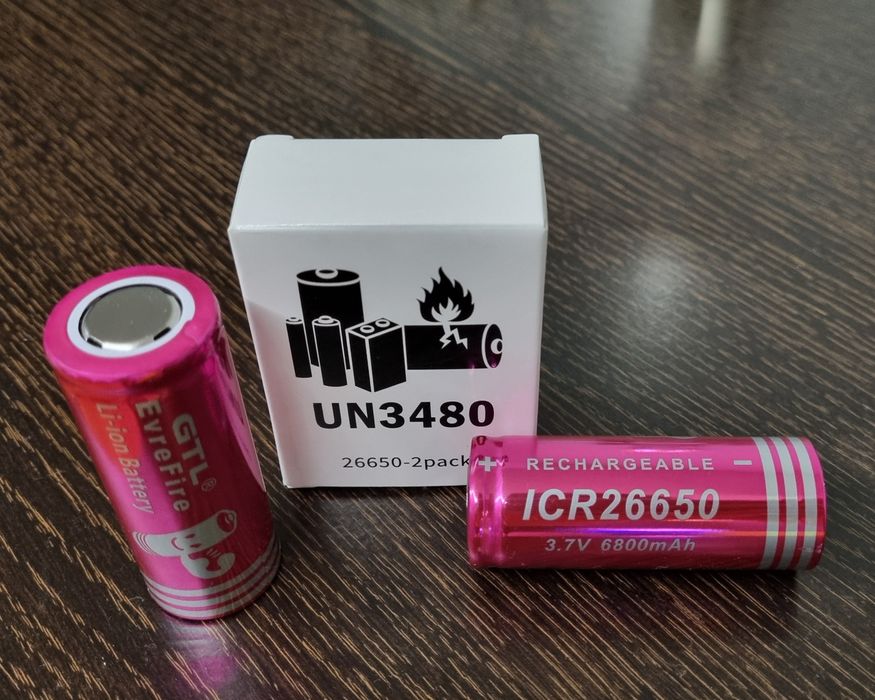 GTL®
EvreFire
Li-ion Battery
UN3480
26650-2pack
+ RECHARGEABLE -
ICR26650
3.7V 6800mAh